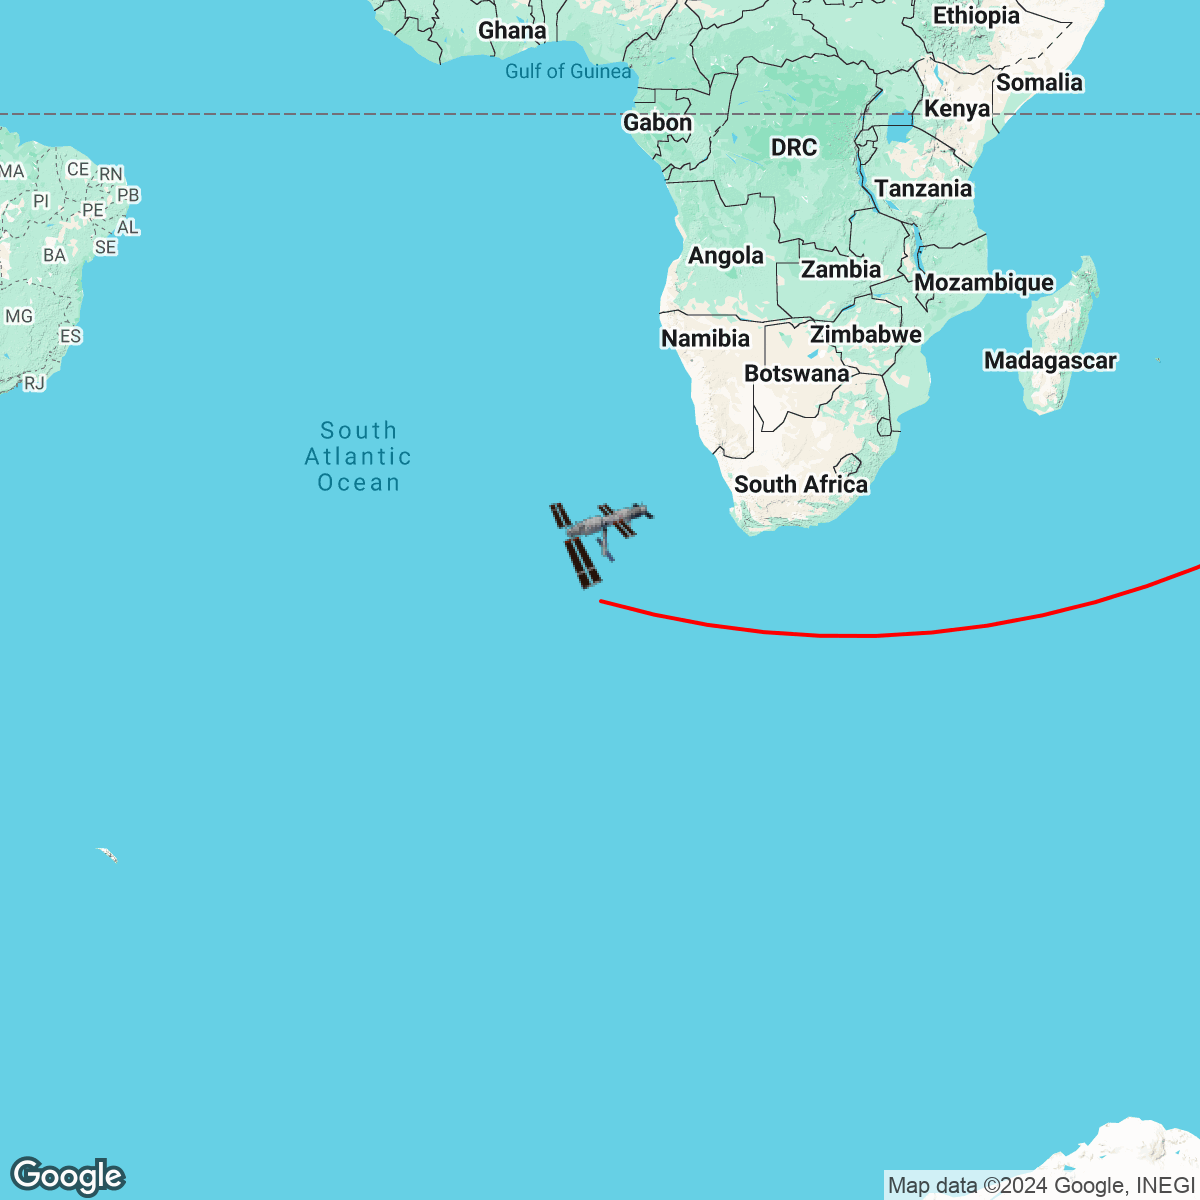 Ethiopia
Ghana
Gulf of Guinea
Somalia
Kenya
Gabon
DRC
MA
CE
RN
Tanzania
PI
PB
PE
AL
SE
BA
Angola
Zambia
Mozambique
MG
ES
Namibia
Zimbabwe
Madagascar
Botswana
RJ
South
Atlantic
Ocean
South Africa
Google
Map data ©2024 Google, INEGI